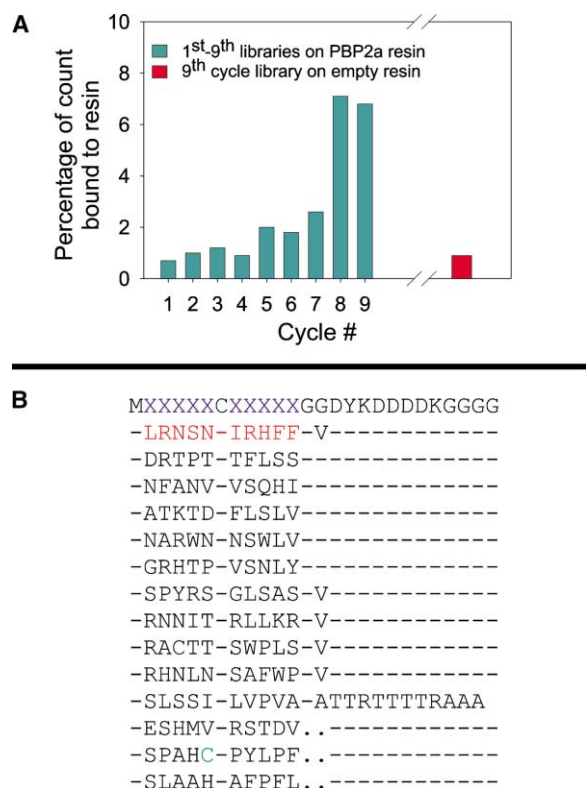 A
Percentage of count
bound to resin
10
8
6
4
2
0
1st-9th libraries on PBP2a resin
9th cycle library on empty resin
1 2 3 4 5 6 7 8 9
Cycle #
B
MXXXXXCXXXXXGGDYKDDDDKGGGG
-LRNSN-IRHFF-V------------
-DRTPT-TFLSS--------------
-NFANV-VSQHI--------------
-ATKTD-FLSLV--------------
-NARWN-NSWLV--------------
-GRHTP-VSNLY--------------
-SPYRS-GLSAS-V------------
-RNNIT-RLLKR-V------------
-RACTT-SWPLS-V------------
-RHNLN-SAFWP-V------------
-SLSSI-LVPVA-ATTRTTTTRAAA
-ESHMV-RSTDV..------------
-SPAHC-PYLPF..------------
-SLAAH-AFPFL..------------